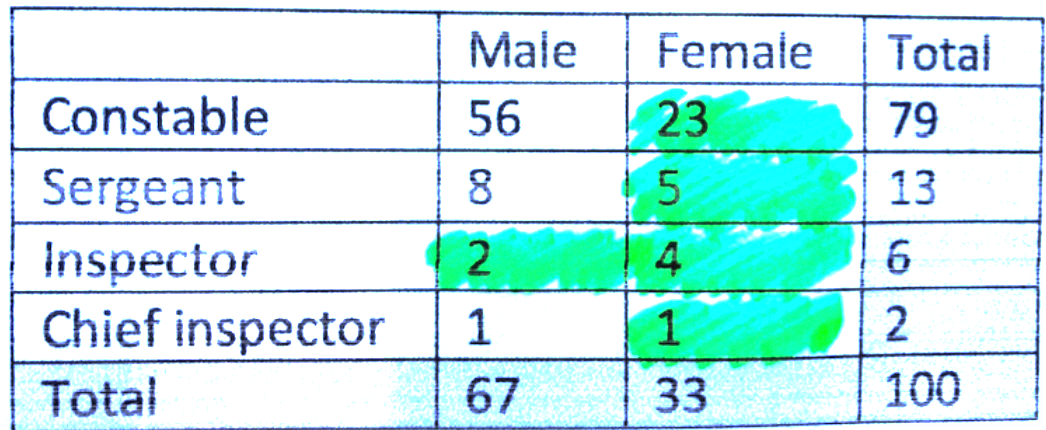 Male Female Total
Constable 56 23 79
Sergeant 8 5 13
Inspector 2 4 6
Chief inspector 1 1 2
Total 67 33 100